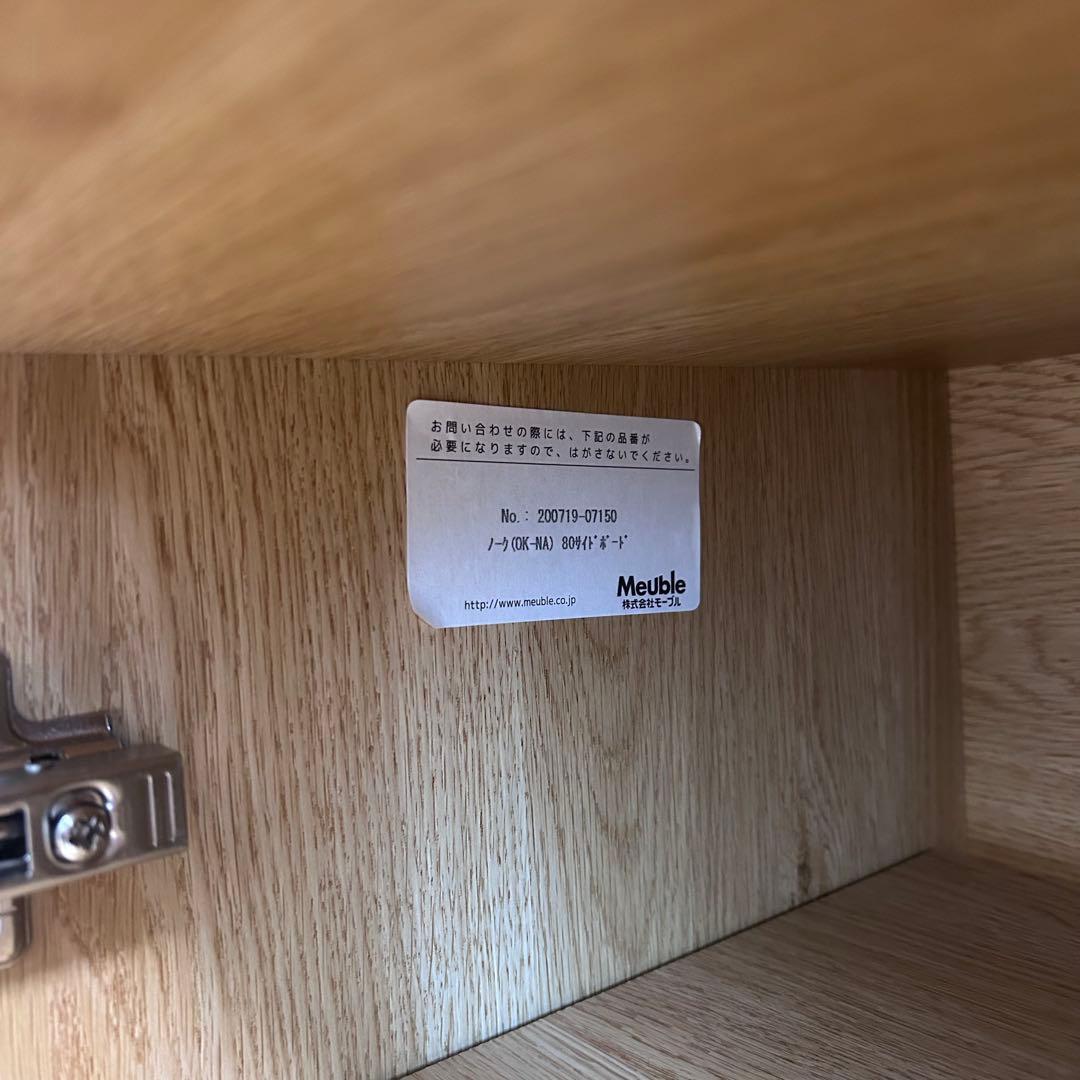 お問い合わせの際には、下記の品番が
必要になりますので、はがさないでください。
No.: 200719-07150
ﾉｰｸ(OK-NA) 80ｻｲﾄﾞﾎﾞｰﾄﾞ
Meuble
http://www.meuble.co.jp
株式会社モーブル